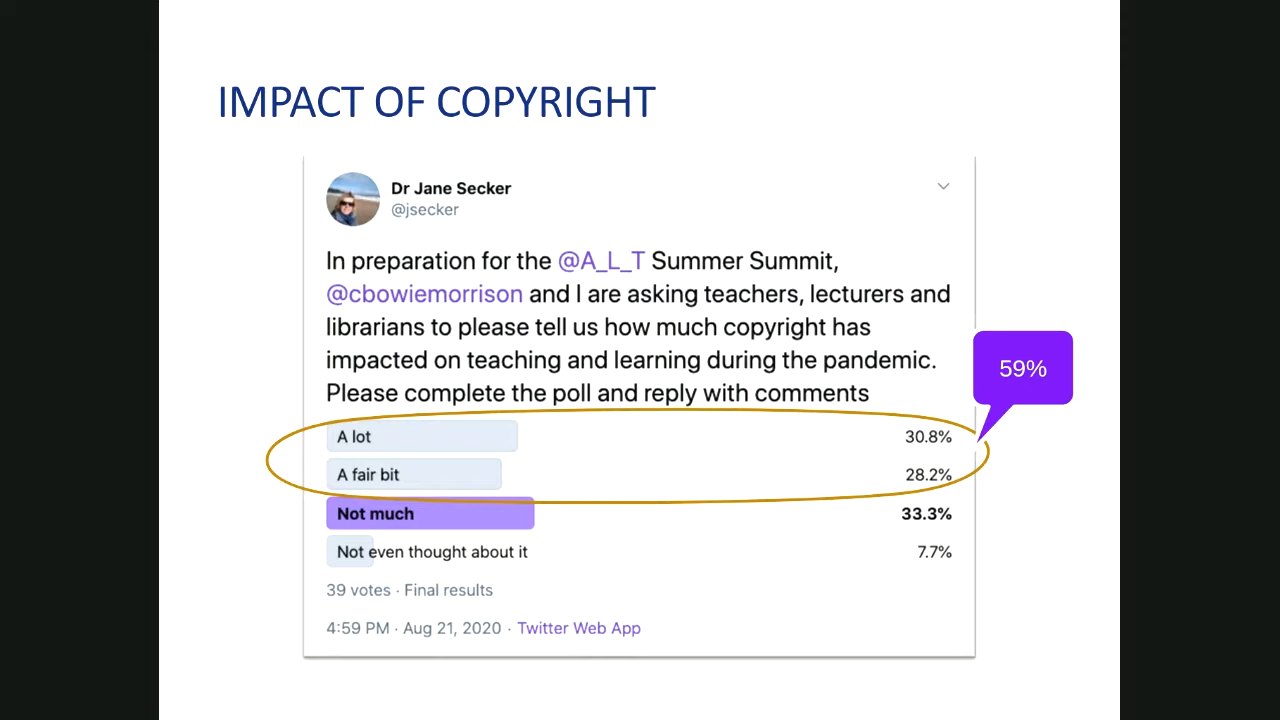 IMPACT OF COPYRIGHT
Dr Jane Secker
@jsecker
In preparation for the @A_L_T Summer Summit,
@cbowiemorrison and I are asking teachers, lecturers and
librarians to please tell us how much copyright has
impacted on teaching and learning during the pandemic.
Please complete the poll and reply with comments
59%
A lot 30.8%
A fair bit 28.2%
Not much 33.3%
Not even thought about it 7.7%
39 votes · Final results
4:59 PM · Aug 21, 2020 · Twitter Web App